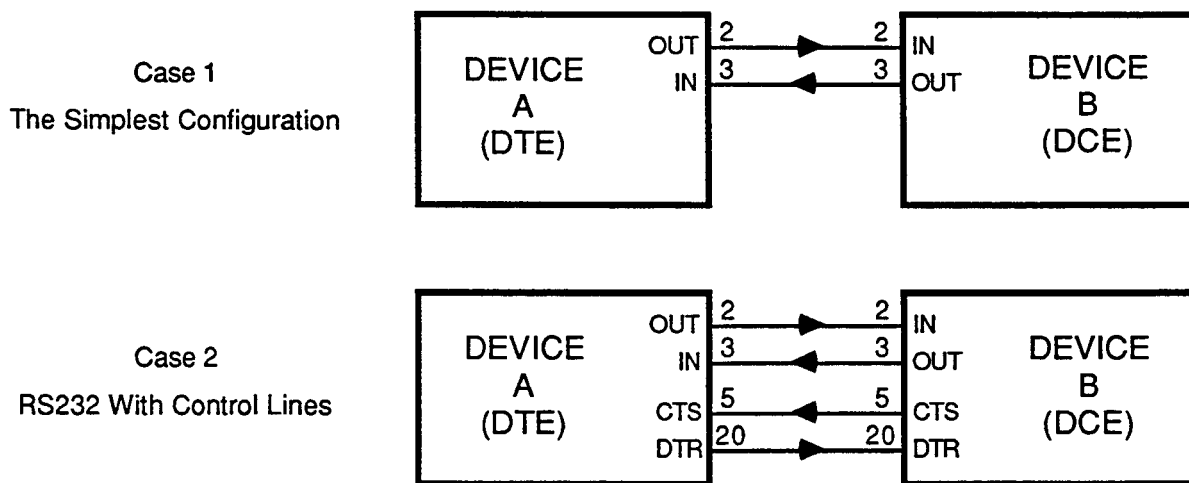 Case 1
The Simplest Configuration
DEVICE
A
(DTE)
OUT
IN
2
3
2
3
IN
OUT
DEVICE
B
(DCE)
Case 2
RS232 With Control Lines
DEVICE
A
(DTE)
OUT
IN
CTS
DTR
2
3
5
20
2
3
5
20
IN
OUT
CTS
DTR
DEVICE
B
(DCE)